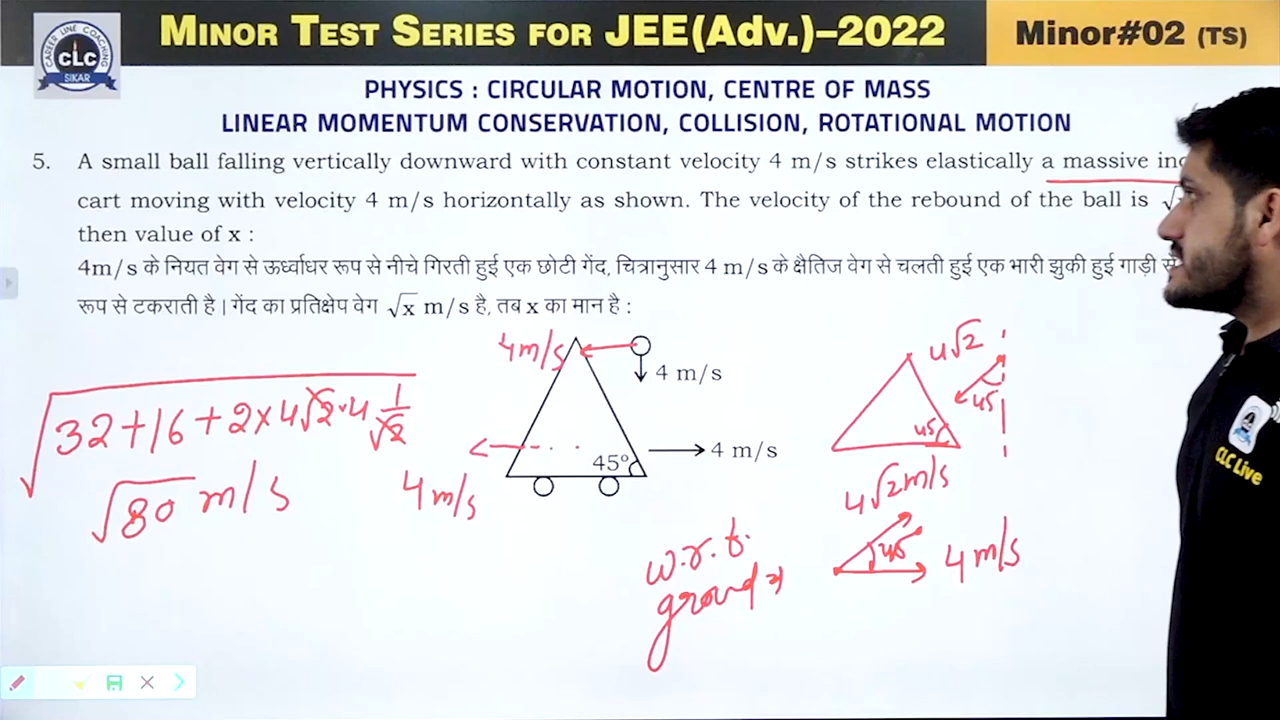 CAREER LINE COACHING
CLC
SIKAR
MINOR TEST SERIES FOR JEE(ADV.)–2022
Minor#02 (TS)
PHYSICS : CIRCULAR MOTION, CENTRE OF MASS
LINEAR MOMENTUM CONSERVATION, COLLISION, ROTATIONAL MOTION
5. A small ball falling vertically downward with constant velocity 4 m/s strikes elastically a massive inc
cart moving with velocity 4 m/s horizontally as shown. The velocity of the rebound of the ball is √
then value of x :
4m/s के नियत वेग से ऊर्ध्वाधर रूप से नीचे गिरती हुई एक छोटी गेंद, चित्रानुसार 4 m/s के क्षैतिज वेग से चलती हुई एक भारी झुकी हुई गाड़ी से
रूप से टकराती है। गेंद का प्रतिक्षेप वेग √x m/s है, तब x का मान है :
4m/s
4 m/s
4√2
45
45
√32+16+2×4√2·4 1/√2
45°
4 m/s
4m/s
√80 m/s
4√2m/s
45
4 m/s
w.r.t.
ground
CLC Live